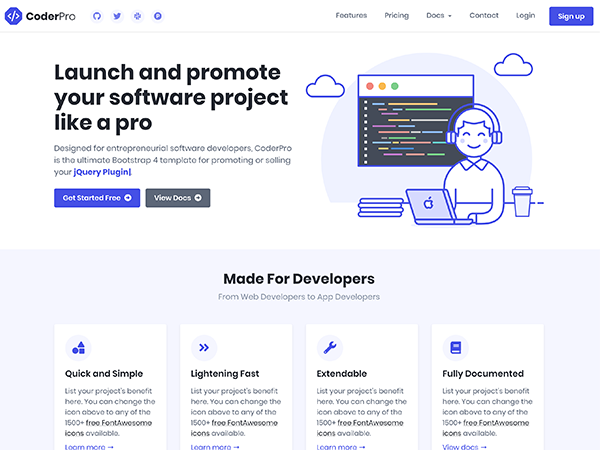 CoderPro
Features Pricing Docs Contact Login Sign up
Launch and promote
your software project
like a pro
Designed for entrepreneurial software developers, CoderPro
is the ultimate Bootstrap 4 template for promoting or selling
your jQuery Plugin|
Get Started Free View Docs
Made For Developers
From Web Developers to App Developers
Quick and Simple
List your project's benefit
here. You can change the
icon above to any of the
1500+ free FontAwesome
icons available.
Learn more →
Lightening Fast
List your project's benefit
here. You can change the
icon above to any of the
1500+ free FontAwesome
icons available.
Learn more →
Extendable
List your project's benefit
here. You can change the
icon above to any of the
1500+ free FontAwesome
icons available.
Learn more →
Fully Documented
List your project's benefit
here. You can change the
icon above to any of the
1500+ free FontAwesome
icons available.
View docs →